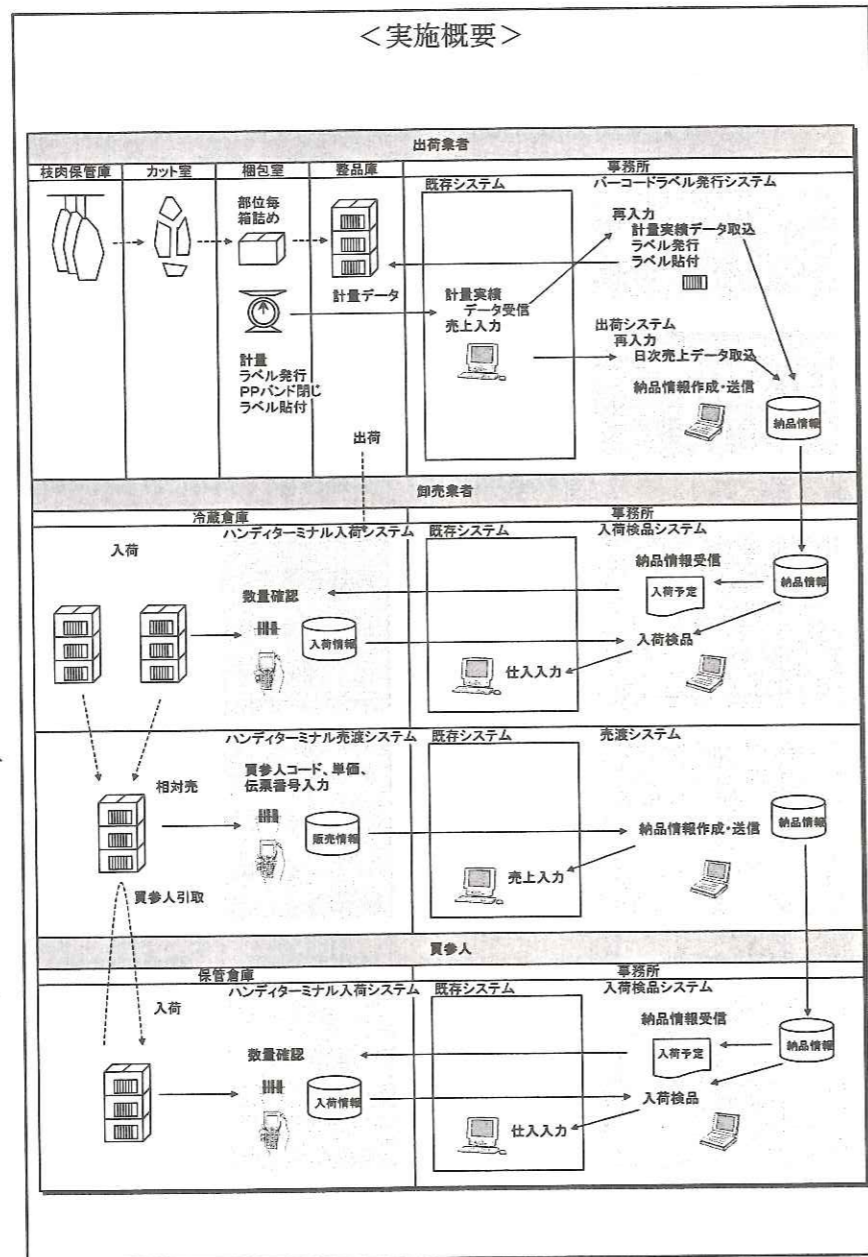 ＜実施概要＞
出荷業者
枝肉保管庫
カット室
梱包室
整品庫
事務所
既存システム
バーコードラベル発行システム
部位毎
箱詰め
再入力
計量実績データ取込
ラベル発行
ラベル貼付
計量データ
計量実績
データ受信
売上入力
計量
ラベル発行
PPバンド閉じ
ラベル貼付
出荷システム
再入力
日次売上データ取込
納品情報作成・送信
納品情報
出荷
卸売業者
冷蔵倉庫
事務所
ハンディターミナル入荷システム
既存システム
入荷検品システム
入荷
納品情報受信
納品情報
入荷予定
数量確認
入荷情報
入荷検品
仕入入力
ハンディターミナル売渡システム
既存システム
売渡システム
相対売
買参人コード、単価、
伝票番号入力
販売情報
納品情報作成・送信
納品情報
売上入力
買参人引取
買参人
保管倉庫
事務所
ハンディターミナル入荷システム
既存システム
入荷検品システム
入荷
納品情報受信
納品情報
入荷予定
数量確認
入荷情報
入荷検品
仕入入力